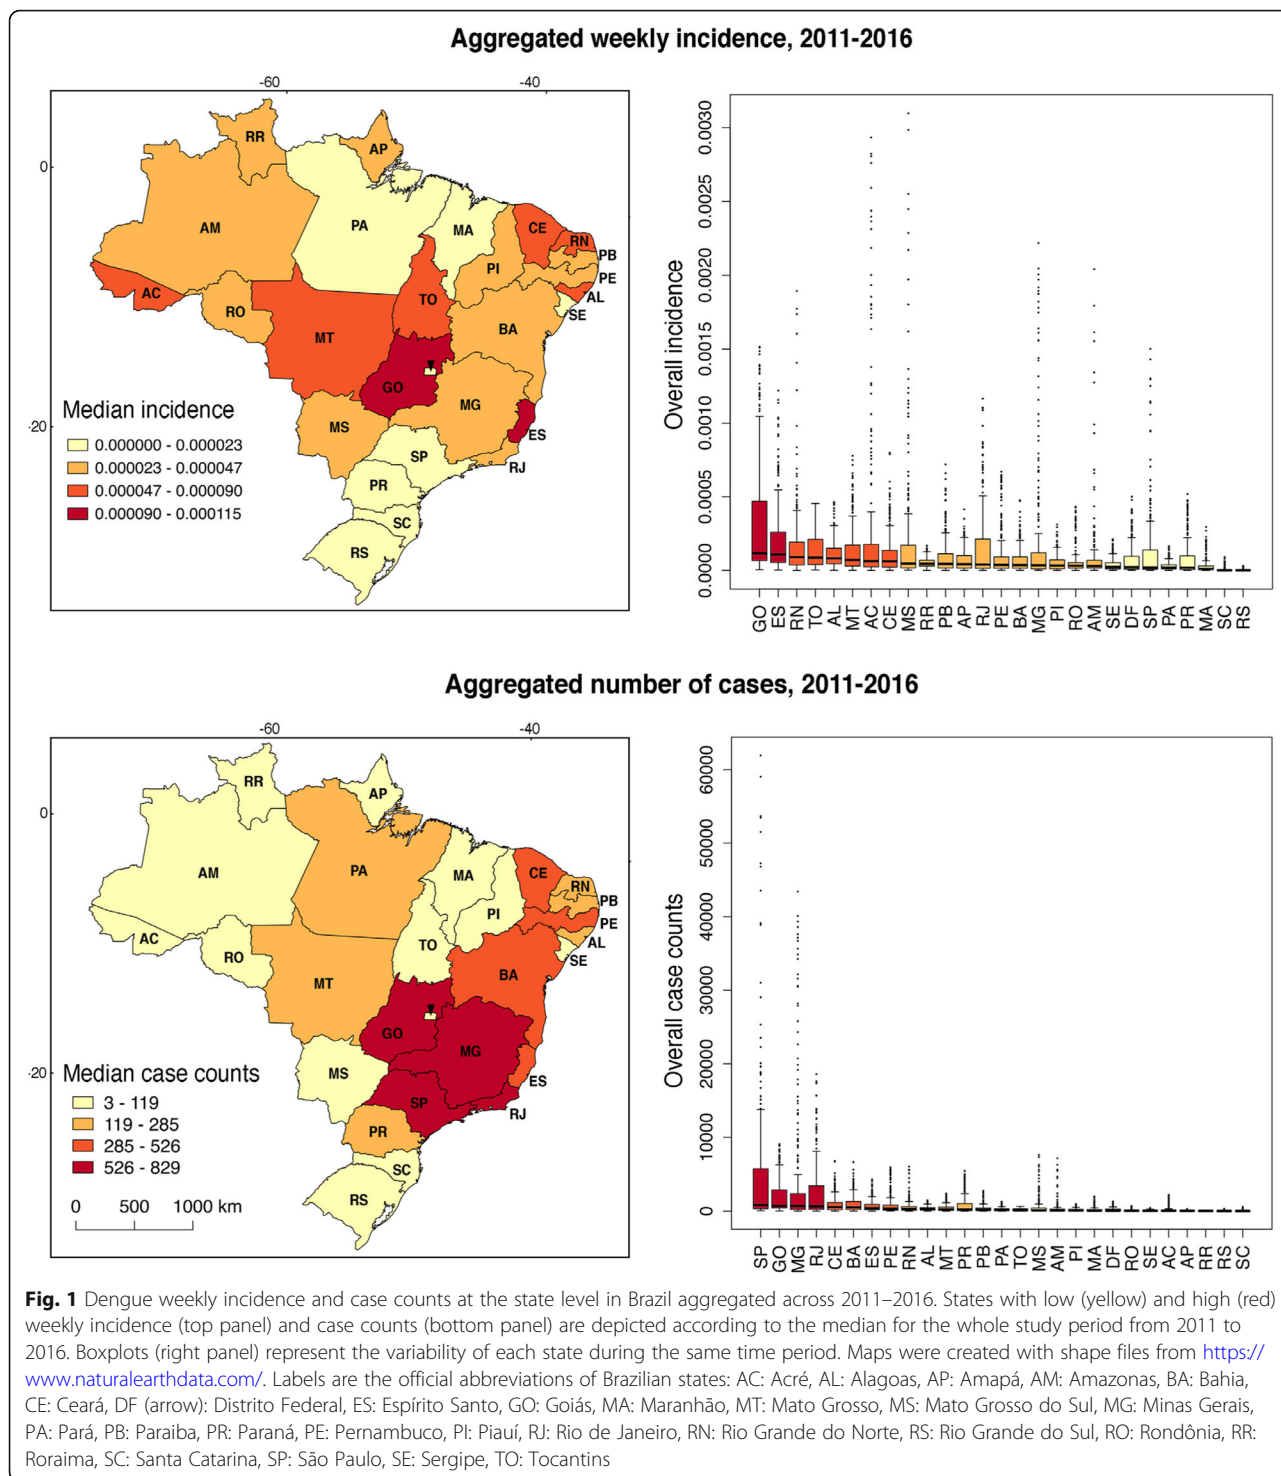 Aggregated weekly incidence, 2011-2016
-60
-40
0
-20
RR
AP
AM
PA
MA
CE
RN
PB
PI
PE
AC
TO
AL
SE
RO
BA
MT
GO
MG
MS
ES
SP
RJ
PR
SC
RS
Median incidence
0.000000 - 0.000023
0.000023 - 0.000047
0.000047 - 0.000090
0.000090 - 0.000115
Overall incidence
0.0030
0.0025
0.0020
0.0015
0.0010
0.0005
0.0000
GO ES RN TO AL MT AC CE MS RR PB AP RJ PE BA MG PI RO AM SE DF SP PA PR MA SC RS
Aggregated number of cases, 2011-2016
-60
-40
0
-20
RR
AP
AM
PA
MA
CE
RN
PB
PI
PE
AC
TO
AL
SE
RO
BA
MT
GO
MG
MS
ES
SP
RJ
PR
SC
RS
Median case counts
3 - 119
119 - 285
285 - 526
526 - 829
0 500 1000 km
Overall case counts
60000
50000
40000
30000
20000
10000
0
SP GO MG RJ CE BA ES PE RN AL MT PR PB PA TO MS AM PI MA DF RO SE AC AP RR RS SC
Fig. 1 Dengue weekly incidence and case counts at the state level in Brazil aggregated across 2011–2016. States with low (yellow) and high (red)
weekly incidence (top panel) and case counts (bottom panel) are depicted according to the median for the whole study period from 2011 to
2016. Boxplots (right panel) represent the variability of each state during the same time period. Maps were created with shape files from https://
www.naturalearthdata.com/. Labels are the official abbreviations of Brazilian states: AC: Acré, AL: Alagoas, AP: Amapá, AM: Amazonas, BA: Bahia,
CE: Ceará, DF (arrow): Distrito Federal, ES: Espírito Santo, GO: Goiás, MA: Maranhão, MT: Mato Grosso, MS: Mato Grosso do Sul, MG: Minas Gerais,
PA: Pará, PB: Paraiba, PR: Paraná, PE: Pernambuco, PI: Piauí, RJ: Rio de Janeiro, RN: Rio Grande do Norte, RS: Rio Grande do Sul, RO: Rondônia, RR:
Roraima, SC: Santa Catarina, SP: São Paulo, SE: Sergipe, TO: Tocantins